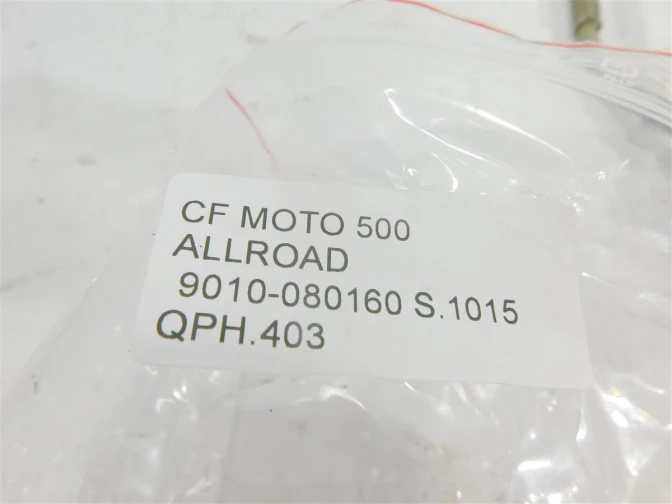 CF MOTO 500
ALLROAD
9010-080160 S.1015
QPH.403